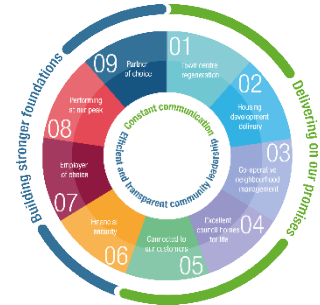 Building stronger foundations
Delivering on our promises
Constant communication
Efficient and transparent community leadership
01
Town centre
regeneration
02
Housing
development
delivery
03
Co-operative
neighbourhood
management
04
Excellent
council homes
for life
05
Connected to
our customers
06
Financial
security
07
Employer
of choice
08
Performing
at our peak
09
Partner
of choice